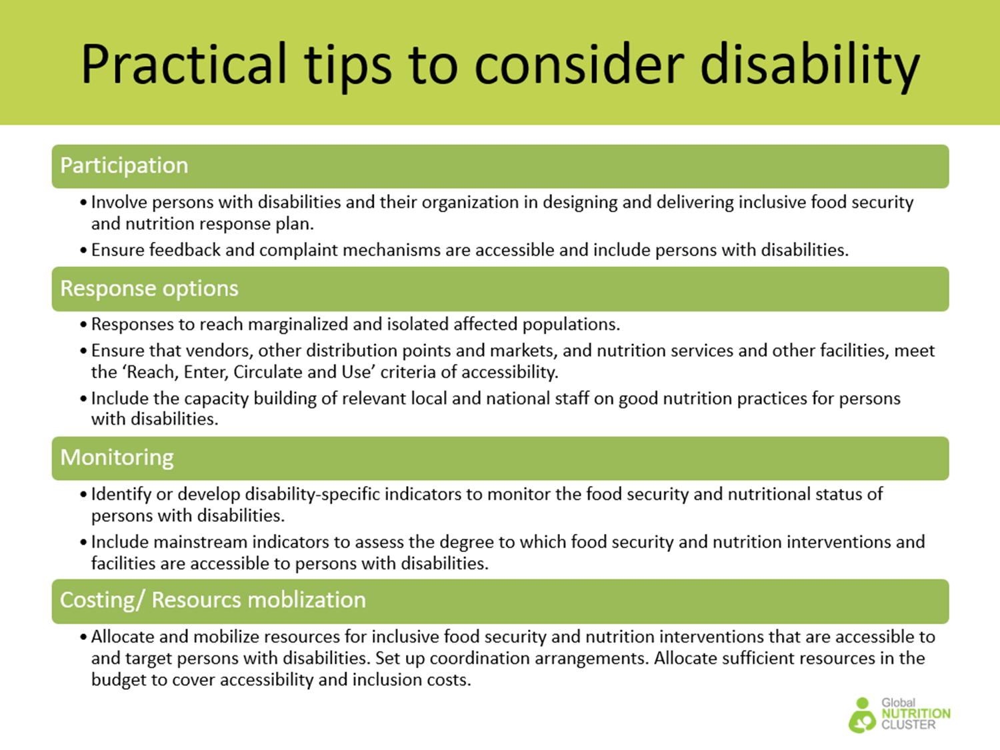 Practical tips to consider disability
Participation
• Involve persons with disabilities and their organization in designing and delivering inclusive food security
and nutrition response plan.
• Ensure feedback and complaint mechanisms are accessible and include persons with disabilities.
Response options
• Responses to reach marginalized and isolated affected populations.
• Ensure that vendors, other distribution points and markets, and nutrition services and other facilities, meet
the ‘Reach, Enter, Circulate and Use’ criteria of accessibility.
• Include the capacity building of relevant local and national staff on good nutrition practices for persons
with disabilities.
Monitoring
• Identify or develop disability-specific indicators to monitor the food security and nutritional status of
persons with disabilities.
• Include mainstream indicators to assess the degree to which food security and nutrition interventions and
facilities are accessible to persons with disabilities.
Costing/ Resourcs moblization
• Allocate and mobilize resources for inclusive food security and nutrition interventions that are accessible to
and target persons with disabilities. Set up coordination arrangements. Allocate sufficient resources in the
budget to cover accessibility and inclusion costs.
Global
NUTRITION
CLUSTER